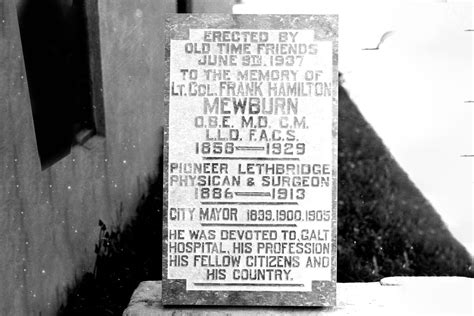 ERECTED BY
OLD TIME FRIENDS
JUNE 9TH 1937
TO THE MEMORY OF
LT. COL. FRANK HAMILTON
MEWBURN
O.B.E. M.D. C.M.
L.L.D. F.A.C.S.
1858—1929
PIONEER LETHBRIDGE
PHYSICAN & SURGEON
1886—1913
CITY MAYOR 1899,1900,1905
HE WAS DEVOTED TO, GALT
HOSPITAL, HIS PROFESSION
HIS FELLOW CITIZENS AND
HIS COUNTRY.